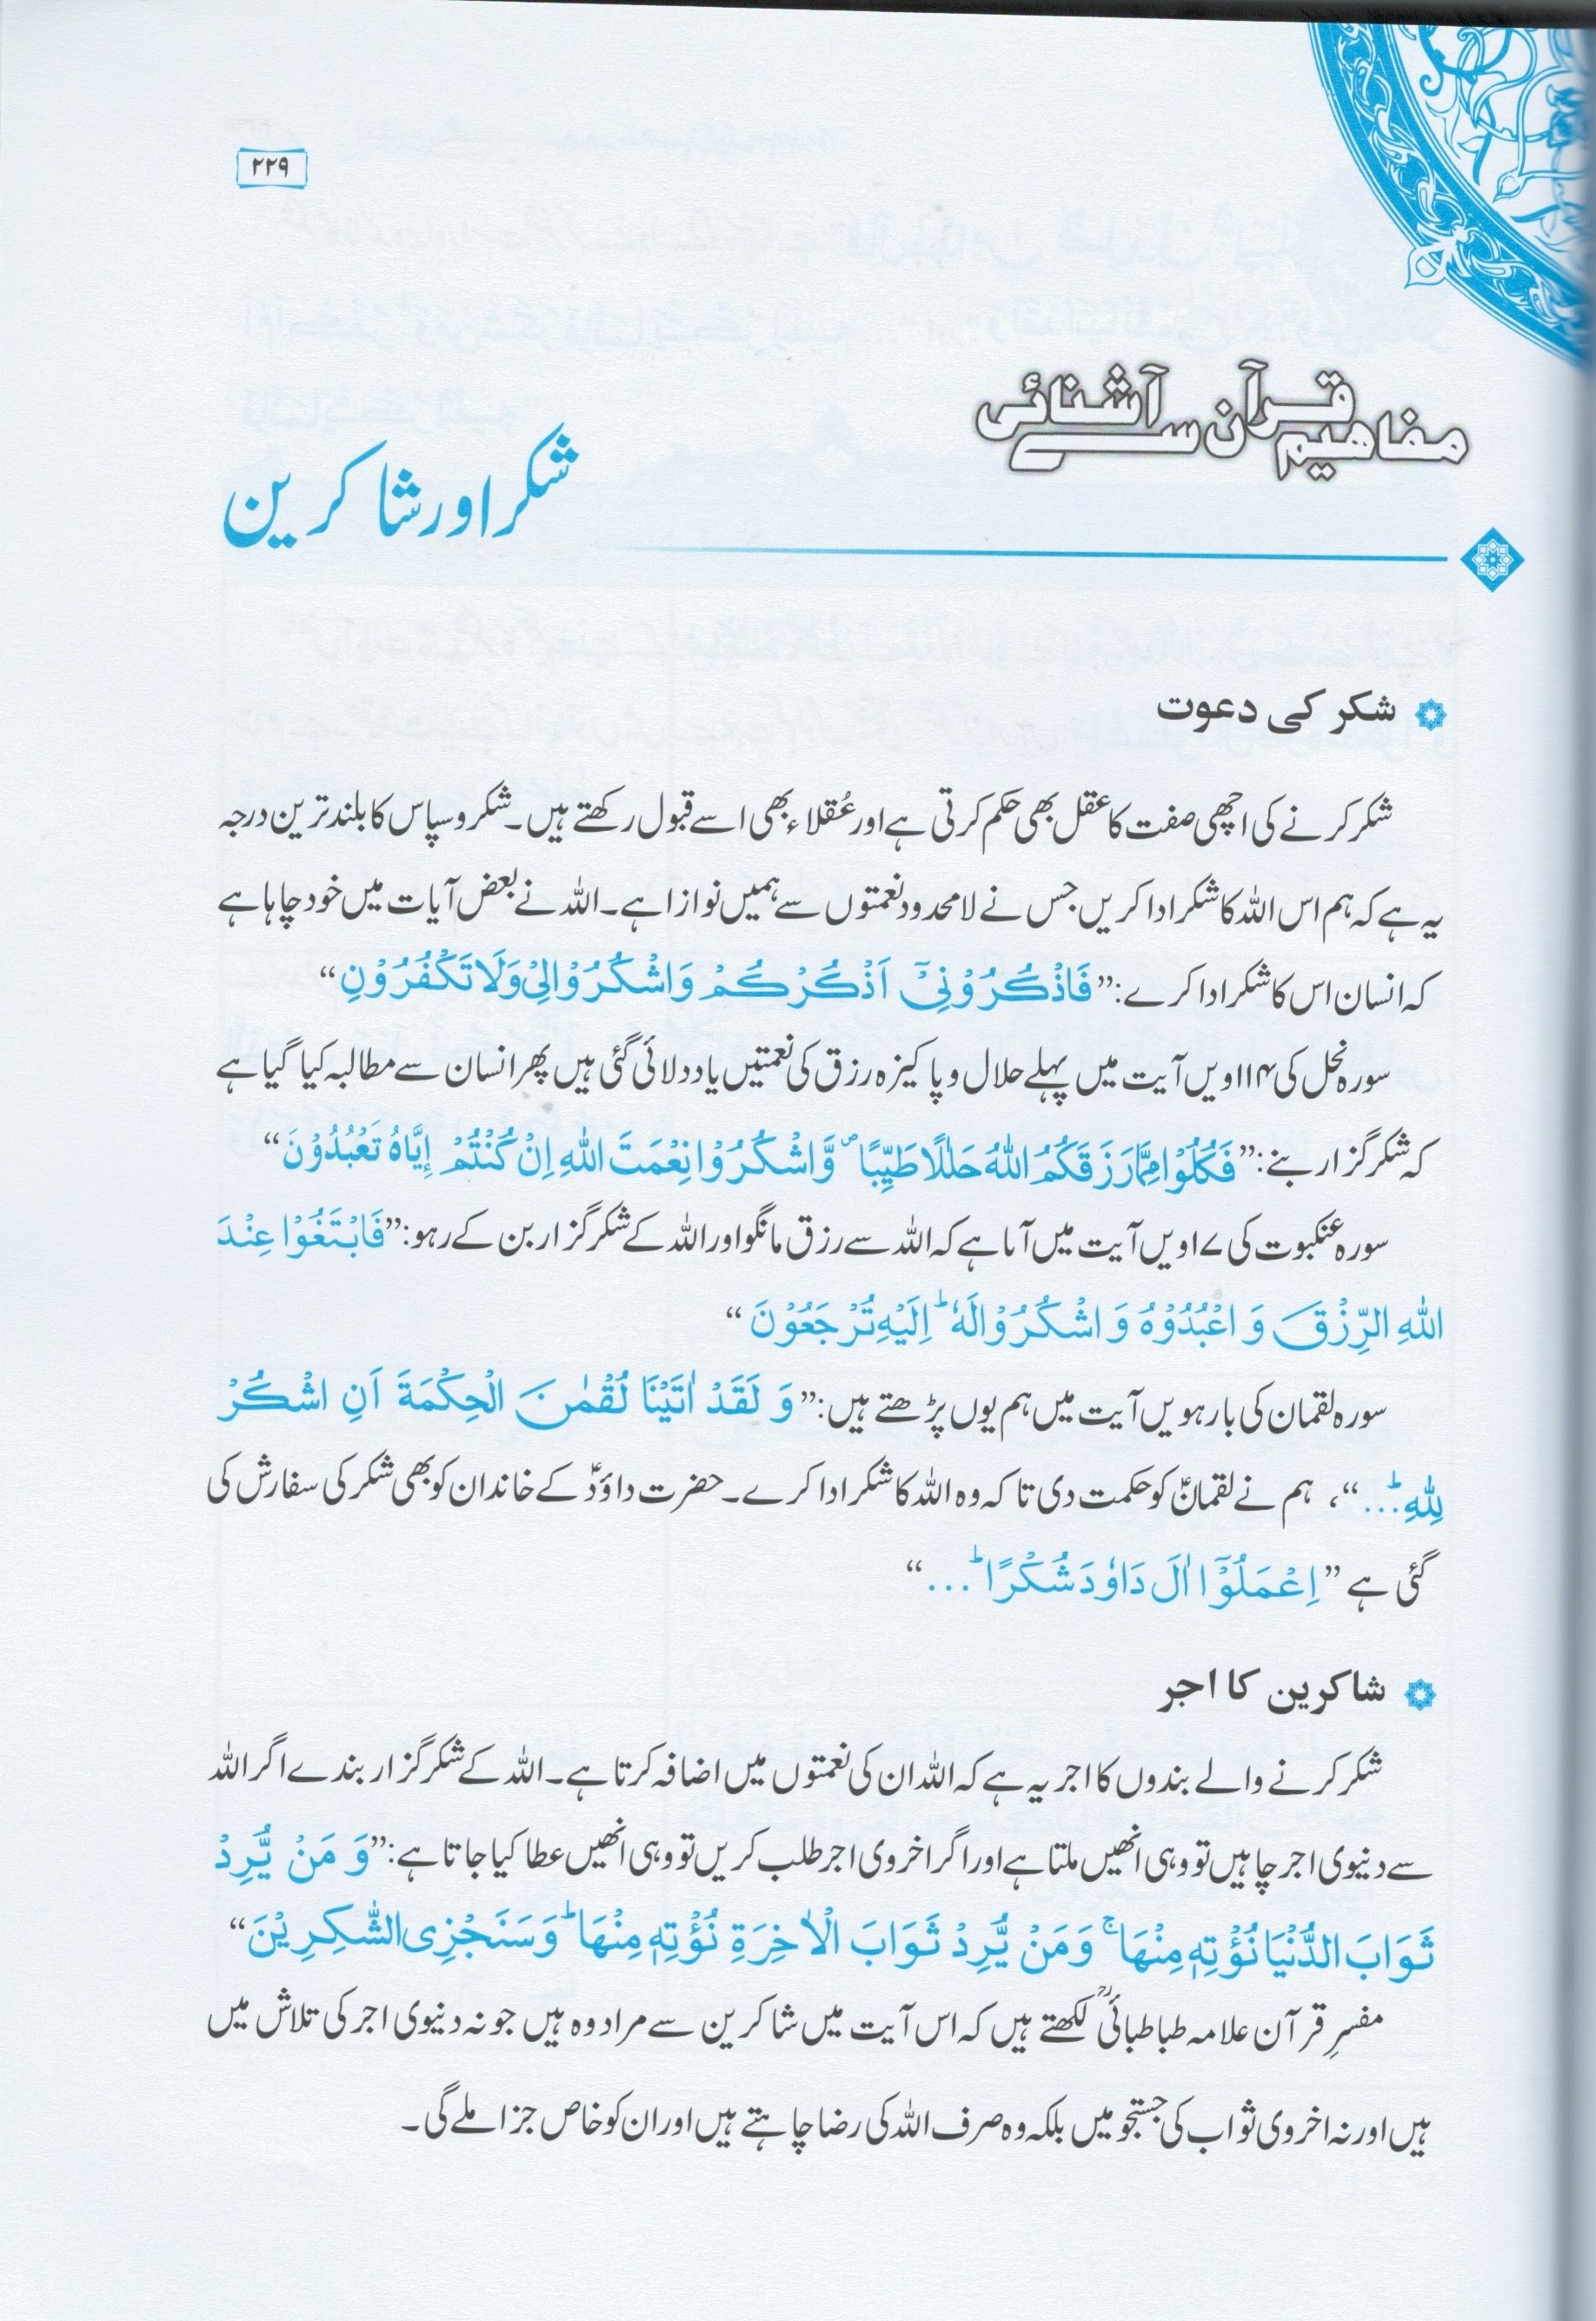 ۲۲۹
مفاہیم قرآن سے آشنائی
شکر اور شاکرین
شکر کی دعوت
شکر کرنے کی اچھی صفت کا عقل بھی حکم کرتی ہے اور عُقلاء بھی اسے قبول رکھتے ہیں۔ شکر و سپاس کا بلند ترین درجہ
یہ ہے کہ ہم اس اللہ کا شکر ادا کریں جس نے لامحدود نعمتوں سے ہمیں نوازا ہے۔ اللہ نے بعض آیات میں خود چاہا ہے
کہ انسان اس کا شکر ادا کرے: ”فَاذْكُرُوْنِیْٓ اَذْكُرْكُمْ وَاشْكُرُوْا لِیْ وَلَا تَكْفُرُوْنِ“
سورہ نحل کی ۱۱۴ویں آیت میں پہلے حلال و پاکیزہ رزق کی نعمتیں یاد دلائی گئی ہیں پھر انسان سے مطالبہ کیا گیا ہے
کہ شکر گزار بنے: ”فَكُلُوْا مِمَّا رَزَقَكُمُ اللّٰهُ حَلٰلًا طَيِّبًا ۪ وَّاشْكُرُوْا نِعْمَتَ اللّٰهِ اِنْ كُنْتُمْ اِيَّاهُ تَعْبُدُوْنَ“
سورہ عنکبوت کی ۱۷ویں آیت میں آیا ہے کہ اللہ سے رزق مانگو اور اللہ کے شکر گزار بن کے رہو: ”فَابْتَغُوْا عِنْدَ
اللّٰهِ الرِّزْقَ وَ اعْبُدُوْهُ وَ اشْكُرُوْا لَهٗ ؕ اِلَيْهِ تُرْجَعُوْنَ“
سورہ لقمان کی بارہویں آیت میں ہم یوں پڑھتے ہیں: ”وَ لَقَدْ اٰتَيْنَا لُقْمٰنَ الْحِكْمَةَ اَنِ اشْكُرْ
لِلّٰهِ ؕ...“، ہم نے لقمانؑ کو حکمت دی تا کہ وہ اللہ کا شکر ادا کرے۔ حضرت داؤدؑ کے خاندان کو بھی شکر کی سفارش کی
گئی ہے ”اِعْمَلُوْٓا اٰلَ دَاوٗدَ شُكْرًا ؕ...“
شاکرین کا اجر
شکر کرنے والے بندوں کا اجر یہ ہے کہ اللہ ان کی نعمتوں میں اضافہ کرتا ہے۔ اللہ کے شکر گزار بندے اگر اللہ
سے دنیوی اجر چاہیں تو وہی انھیں ملتا ہے اور اگر اخروی اجر طلب کریں تو وہی انھیں عطا کیا جاتا ہے: ”وَ مَنْ يُّرِدْ
ثَوَابَ الدُّنْيَا نُؤْتِهٖ مِنْهَا ۚ وَمَنْ يُّرِدْ ثَوَابَ الْاٰخِرَةِ نُؤْتِهٖ مِنْهَا ؕ وَسَنَجْزِی الشّٰكِرِيْنَ“
مفسرِ قرآن علامہ طباطبائیؒ لکھتے ہیں کہ اس آیت میں شاکرین سے مراد وہ ہیں جو نہ دنیوی اجر کی تلاش میں
ہیں اور نہ اخروی ثواب کی جستجو میں بلکہ وہ صرف اللہ کی رضا چاہتے ہیں اور ان کو خاص جزا ملے گی۔